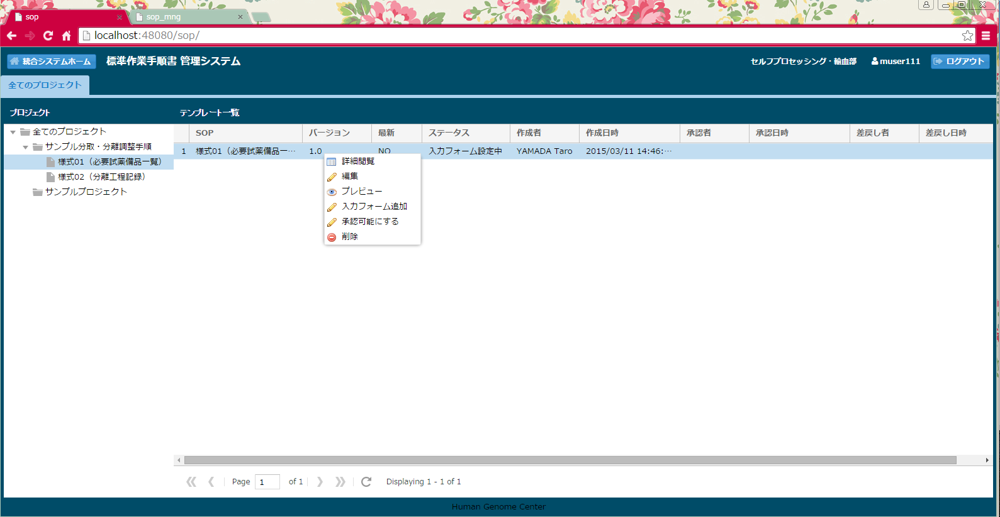 sop
sop_mng
localhost:48080/sop/
統合システムホーム
標準作業手順書 管理システム
セルフプロセッシング・輸血部
muser111
ログアウト
全てのプロジェクト
プロジェクト
テンプレート一覧
全てのプロジェクト
サンプル分取・分離調整手順
様式01（必要試薬備品一覧）
様式02（分離工程記録）
サンプルプロジェクト
SOP バージョン 最新 ステータス 作成者 作成日時 承認者 承認日時 差戻し者 差戻し日時
1 様式01（必要試薬備品一… 1.0 NO 入力フォーム設定中 YAMADA Taro 2015/03/11 14:46:…
詳細閲覧
編集
プレビュー
入力フォーム追加
承認可能にする
削除
Page 1 of 1
Displaying 1 - 1 of 1
Human Genome Center